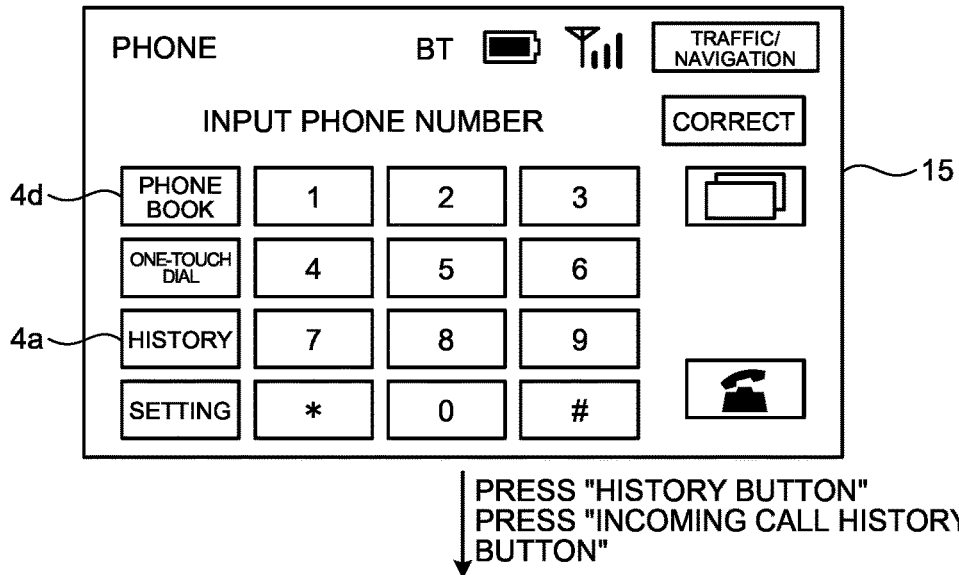 PHONE BT TRAFFIC/
NAVIGATION
INPUT PHONE NUMBER CORRECT
15
4d PHONE
BOOK 1 2 3
ONE-TOUCH
DIAL 4 5 6
4a HISTORY 7 8 9
SETTING * 0 #
PRESS "HISTORY BUTTON"
PRESS "INCOMING CALL HISTORY
BUTTON"